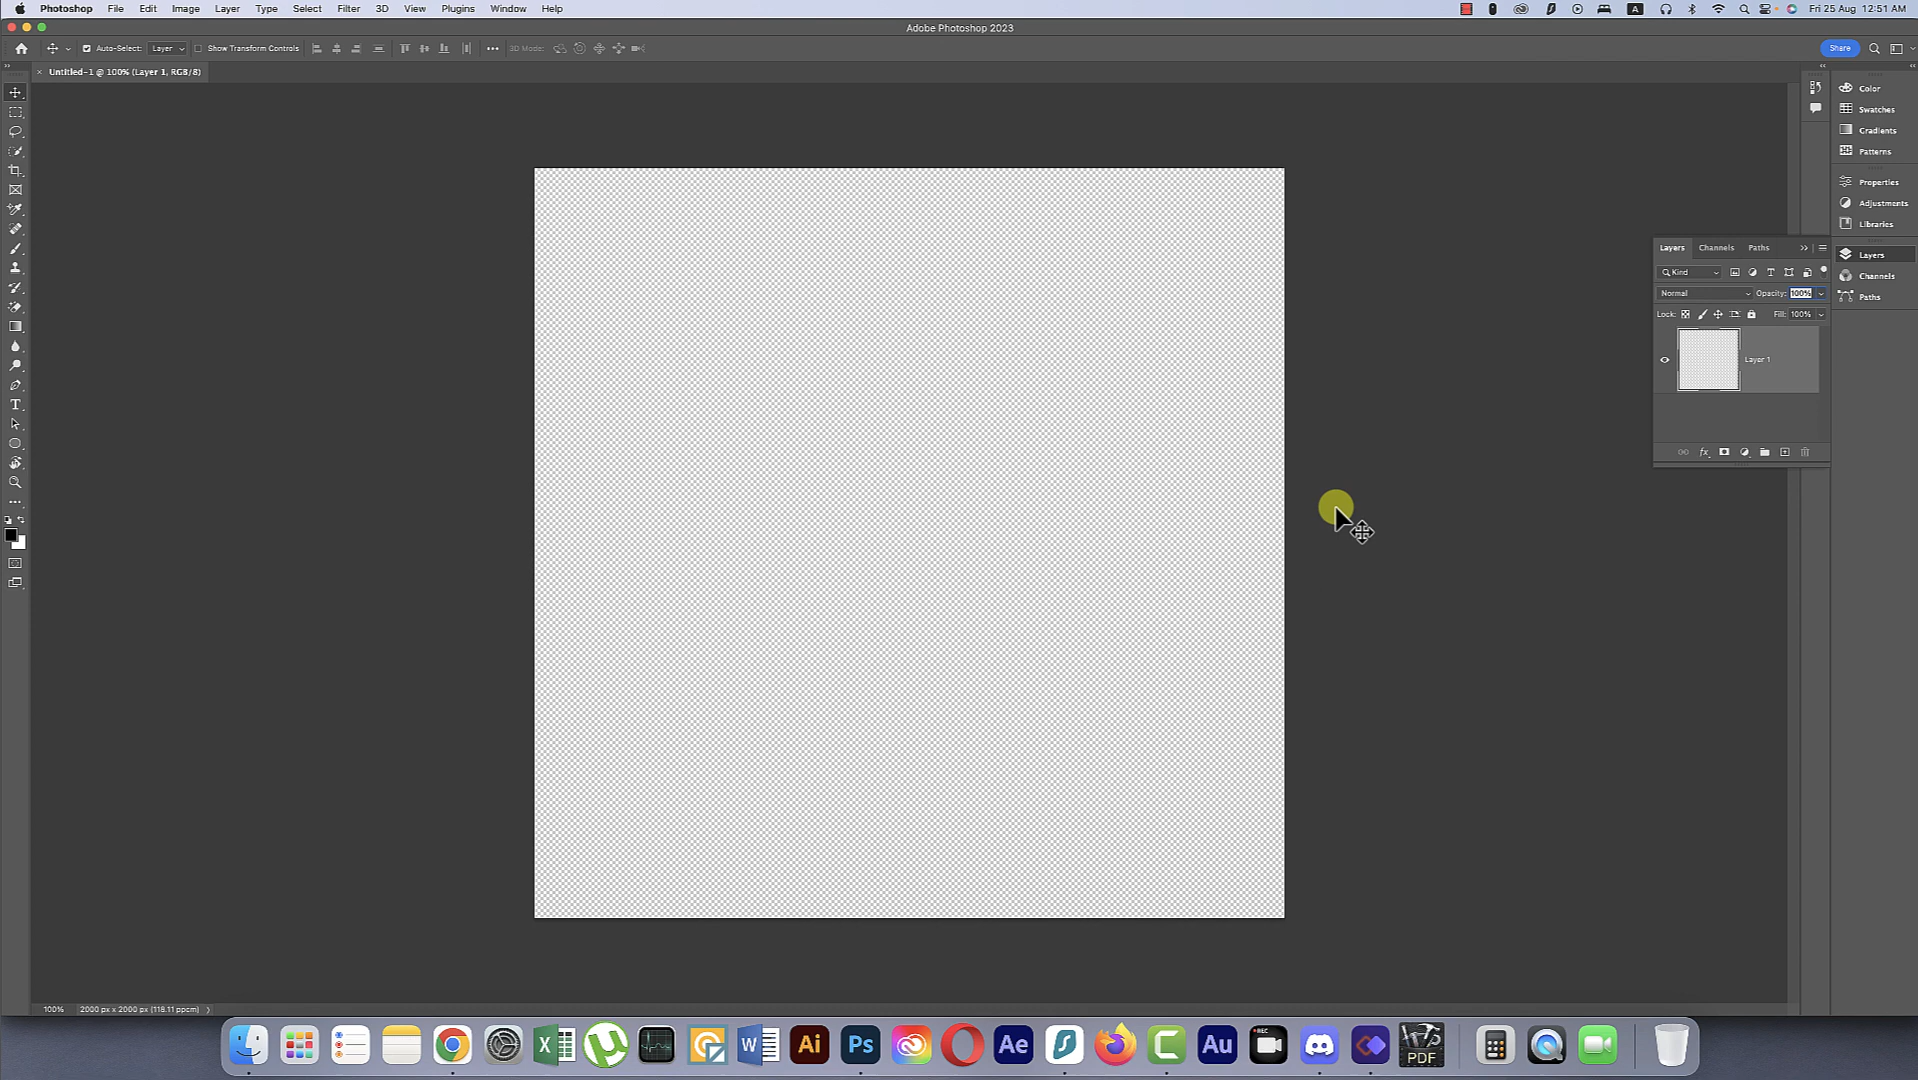 Photoshop File Edit Image Layer Type Select Filter 3D View Plugins Window Help A Fri 25 Aug 12:51 AM
Adobe Photoshop 2023
Auto-Select: Layer Show Transform Controls 3D Mode: Share
Untitled-1 @ 100% (Layer 1, RGB/8)
Color
Swatches
Gradients
Patterns
Properties
Adjustments
Libraries
Layers
Channels
Paths
Layers Channels Paths
Kind
Normal Opacity: 100%
Lock: Fill: 100%
Layer 1
fx
T
100% 2000 px x 2000 px (118.11 ppcm)
X W Ai Ps Ae C Au REC PDF